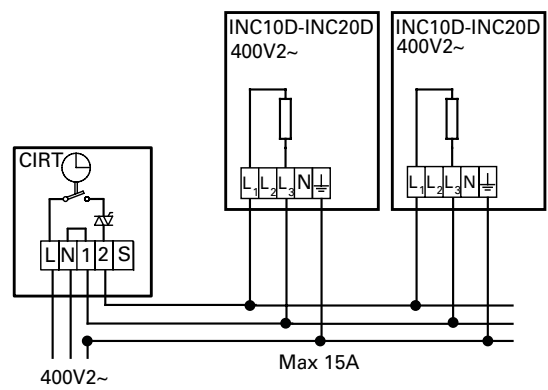 INC10D-INC20D
400V2~
INC10D-INC20D
400V2~
CIRT
L1 L2 L3 N
L1 L2 L3 N
L N 1 2 S
Max 15A
400V2~